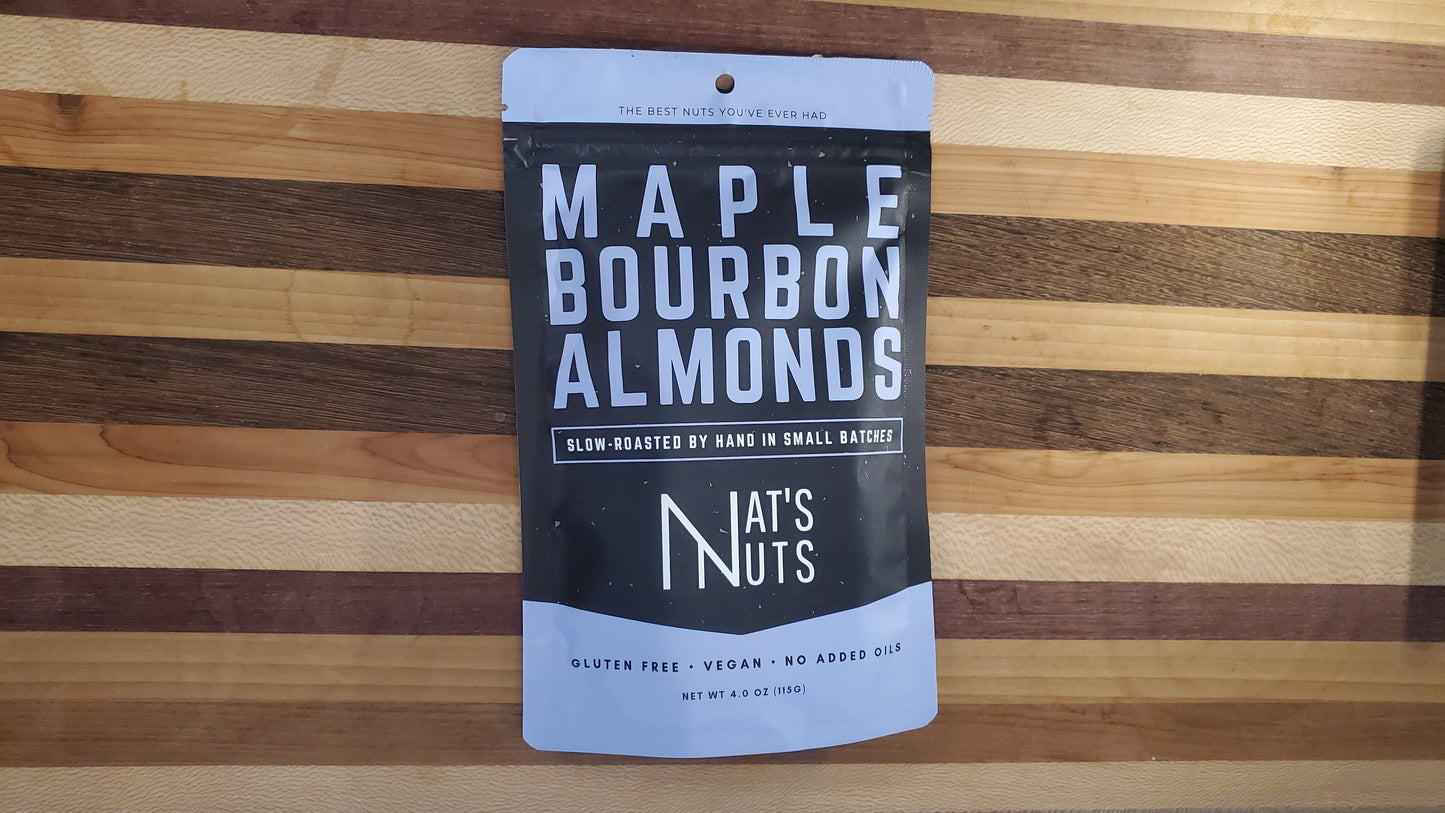 THE BEST NUTS YOU'VE EVER HAD
MAPLE
BOURBON
ALMONDS
SLOW-ROASTED BY HAND IN SMALL BATCHES
NAT'S
NUTS
GLUTEN FREE • VEGAN • NO ADDED OILS
NET WT 4.0 OZ (115G)